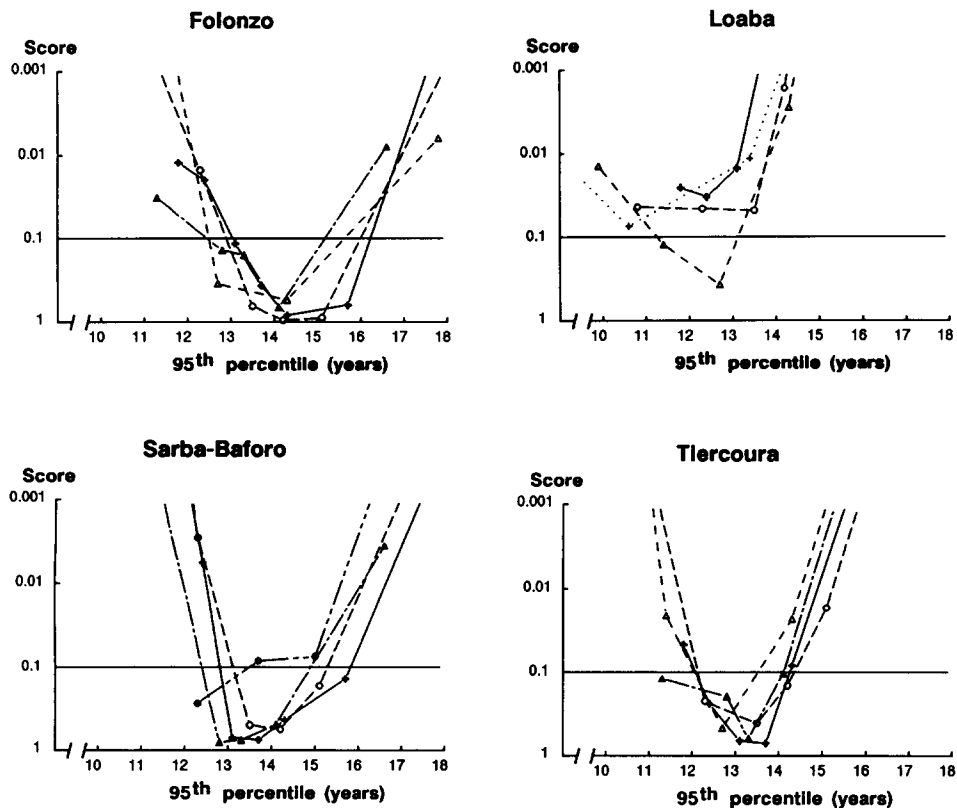 Folonzo
Score
0.001
0.01
0.1
1
10 11 12 13 14 15 16 17 18
95th percentile (years)
Loaba
Score
0.001
0.01
0.1
1
10 11 12 13 14 15 16 17 18
95th percentile (years)
Sarba-Baforo
Score
0.001
0.01
0.1
1
10 11 12 13 14 15 16 17 18
95th percentile (years)
Tiercoura
Score
0.001
0.01
0.1
1
10 11 12 13 14 15 16 17 18
95th percentile (years)